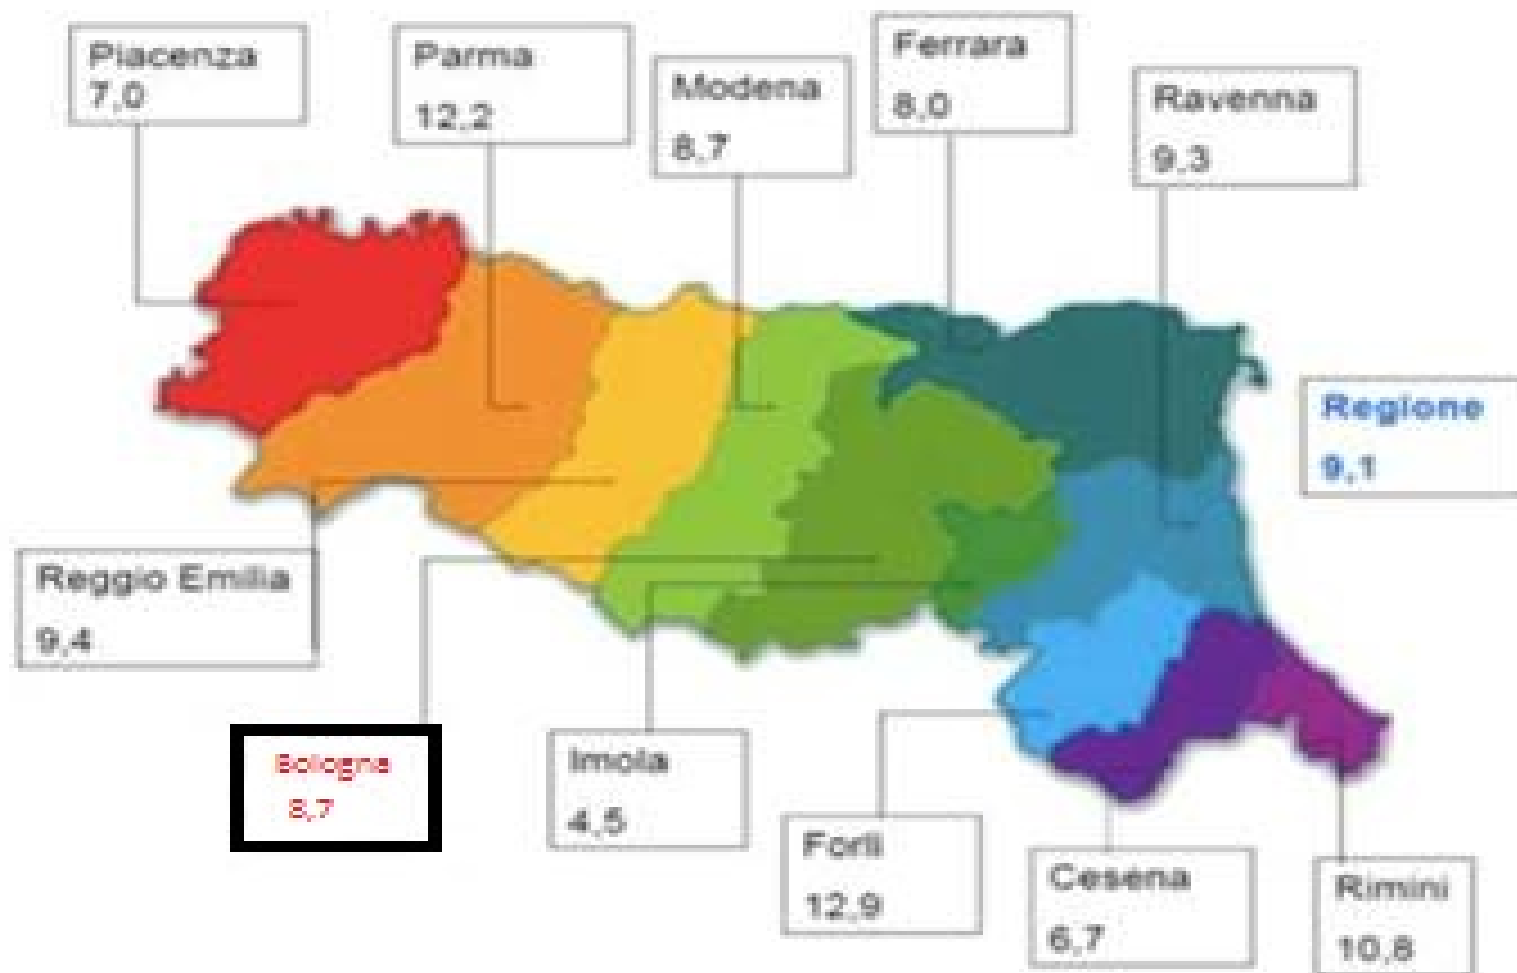 Piacenza
7,0
Parma
12,2
Modena
8,7
Ferrara
8,0
Ravenna
9,3
Regione
9,1
Reggio Emilia
9,4
Bologna
8,7
Imola
4,5
Forlì
12,9
Cesena
6,7
Rimini
10,8